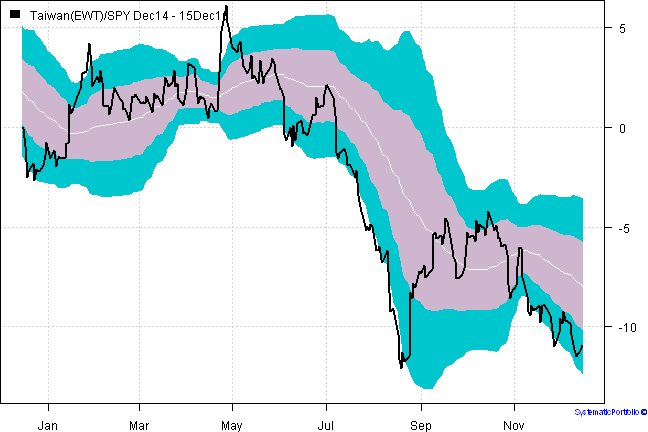 Taiwan(EWT)/SPY Dec14 - 15Dec1
5
0
-5
-10
Jan Mar May Jul Sep Nov
SystematicPortfolio ©